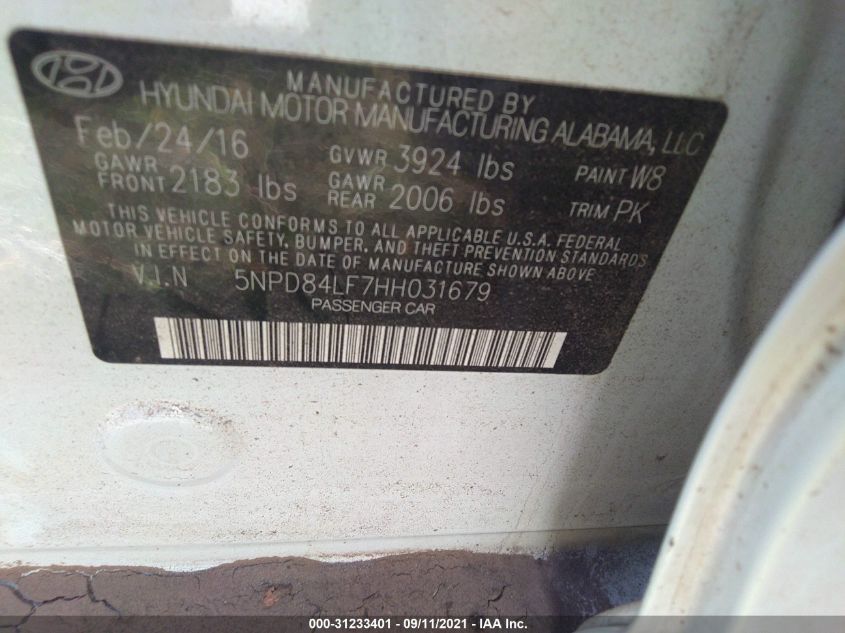 MANUFACTURED BY
HYUNDAI MOTOR MANUFACTURING ALABAMA, LLC
Feb/24/16 GVWR 3924 lbs PAINT W8
GAWR FRONT 2183 lbs GAWR REAR 2006 lbs TRIM PK
THIS VEHICLE CONFORMS TO ALL APPLICABLE U.S.A. FEDERAL
MOTOR VEHICLE SAFETY, BUMPER, AND THEFT PREVENTION STANDARDS
IN EFFECT ON THE DATE OF MANUFACTURE SHOWN ABOVE
V.I.N 5NPD84LF7HH031679
PASSENGER CAR
000-31233401 - 09/11/2021 - IAA Inc.